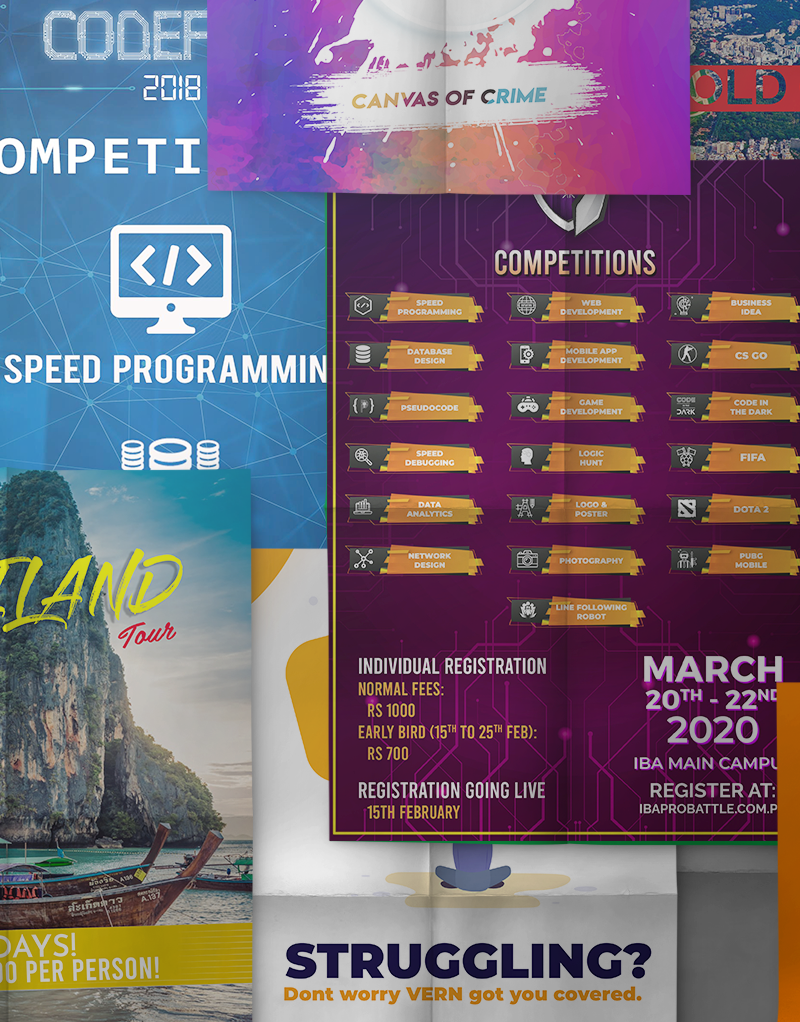 CODEF
2018
OMPETI
SPEED PROGRAMMIN
CANVAS OF CRIME
OLD
COMPETITIONS
SPEED
PROGRAMMING
WEB
DEVELOPMENT
BUSINESS
IDEA
DATABASE
DESIGN
MOBILE APP
DEVELOPMENT
CS GO
PSEUDOCODE
GAME
DEVELOPMENT
CODE
DARK
CODE IN
THE DARK
SPEED
DEBUGGING
LOGIC
HUNT
FIFA
DATA
ANALYTICS
LOGO &
POSTER
DOTA 2
NETWORK
DESIGN
PHOTOGRAPHY
PUBG
MOBILE
LINE FOLLOWING
ROBOT
INDIVIDUAL REGISTRATION
NORMAL FEES:
RS 1000
EARLY BIRD (15TH TO 25TH FEB):
RS 700
REGISTRATION GOING LIVE
15TH FEBRUARY
MARCH
20TH - 22ND
2020
IBA MAIN CAMPU
REGISTER AT:
IBAPROBATTLE.COM.P
ILAND
Tour
A.137
DAYS!
00 PER PERSON!
STRUGGLING?
Dont worry VERN got you covered.